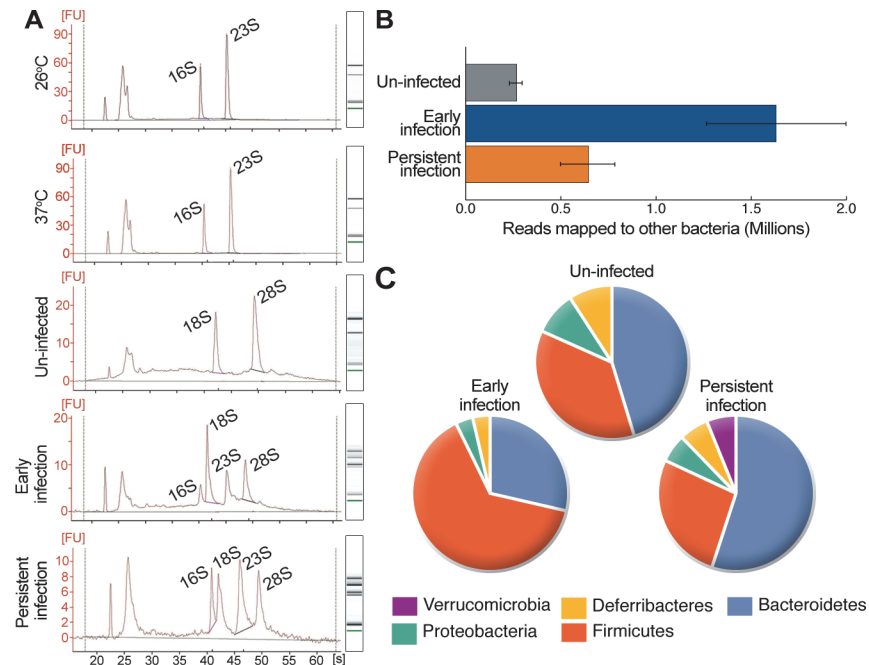 A
[FU]
90
60
30
0
26ºC
16S
23S
[FU]
90
60
30
0
37ºC
16S
23S
[FU]
20
10
0
Un-infected
18S
28S
[FU]
20
10
0
Early
infection
16S
18S
23S
28S
[FU]
10
8
6
4
2
0
Persistent
infection
16S
18S
23S
28S
20 25 30 35 40 45 50 55 60 [s]
B
Un-infected
Early
infection
Persistent
infection
0.0 0.5 1.0 1.5 2.0
Reads mapped to other bacteria (Millions)
C
Un-infected
Early
infection
Persistent
infection
Verrucomicrobia
Deferribacteres
Bacteroidetes
Proteobacteria
Firmicutes